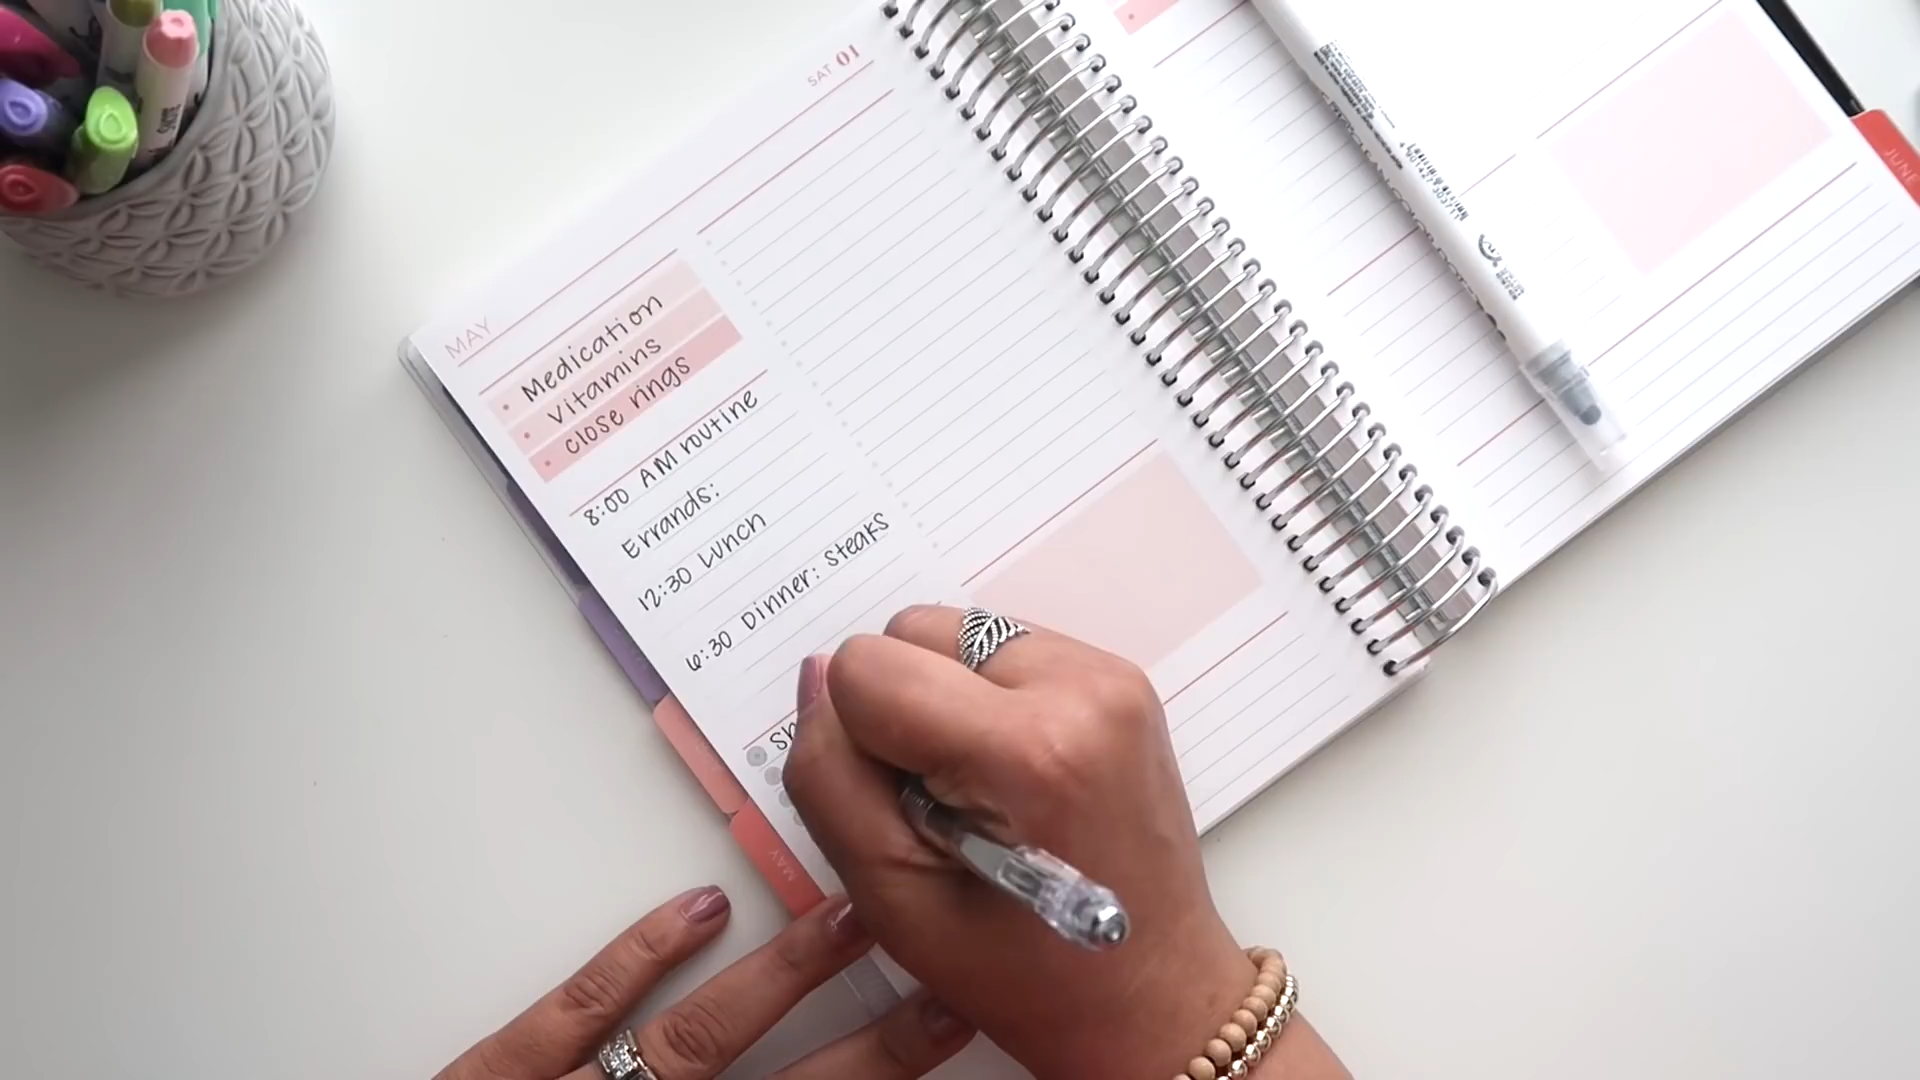 MAY
SAT 01
Medication
Vitamins
close rings
8:00 AM routine
Errands:
12:30 Lunch
6:30 Dinner: Steaks
MAY
JUNE